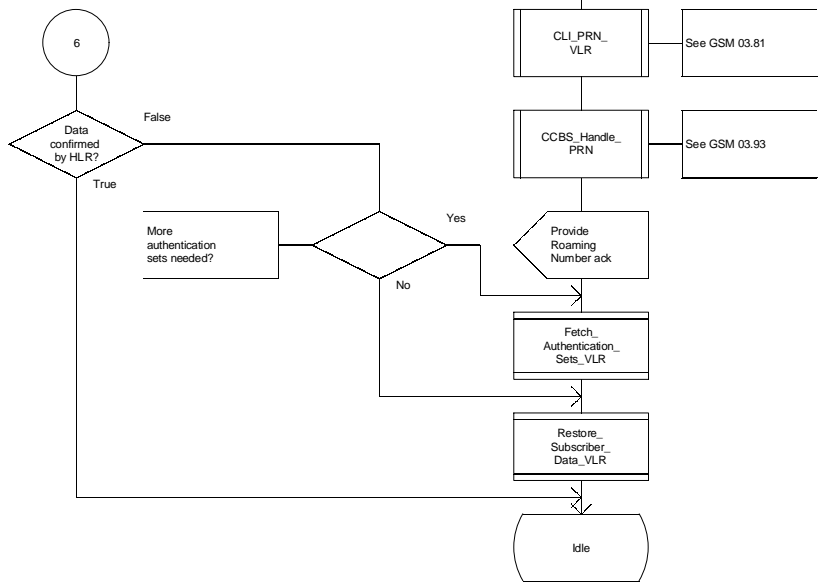 6
Data
confirmed
by HLR?
False
True
More
authentication
sets needed?
Yes
No
CLI_PRN_
VLR
See GSM 03.81
CCBS_Handle_
PRN
See GSM 03.93
Provide
Roaming
Number ack
Fetch_
Authentication_
Sets_VLR
Restore_
Subscriber_
Data_VLR
Idle